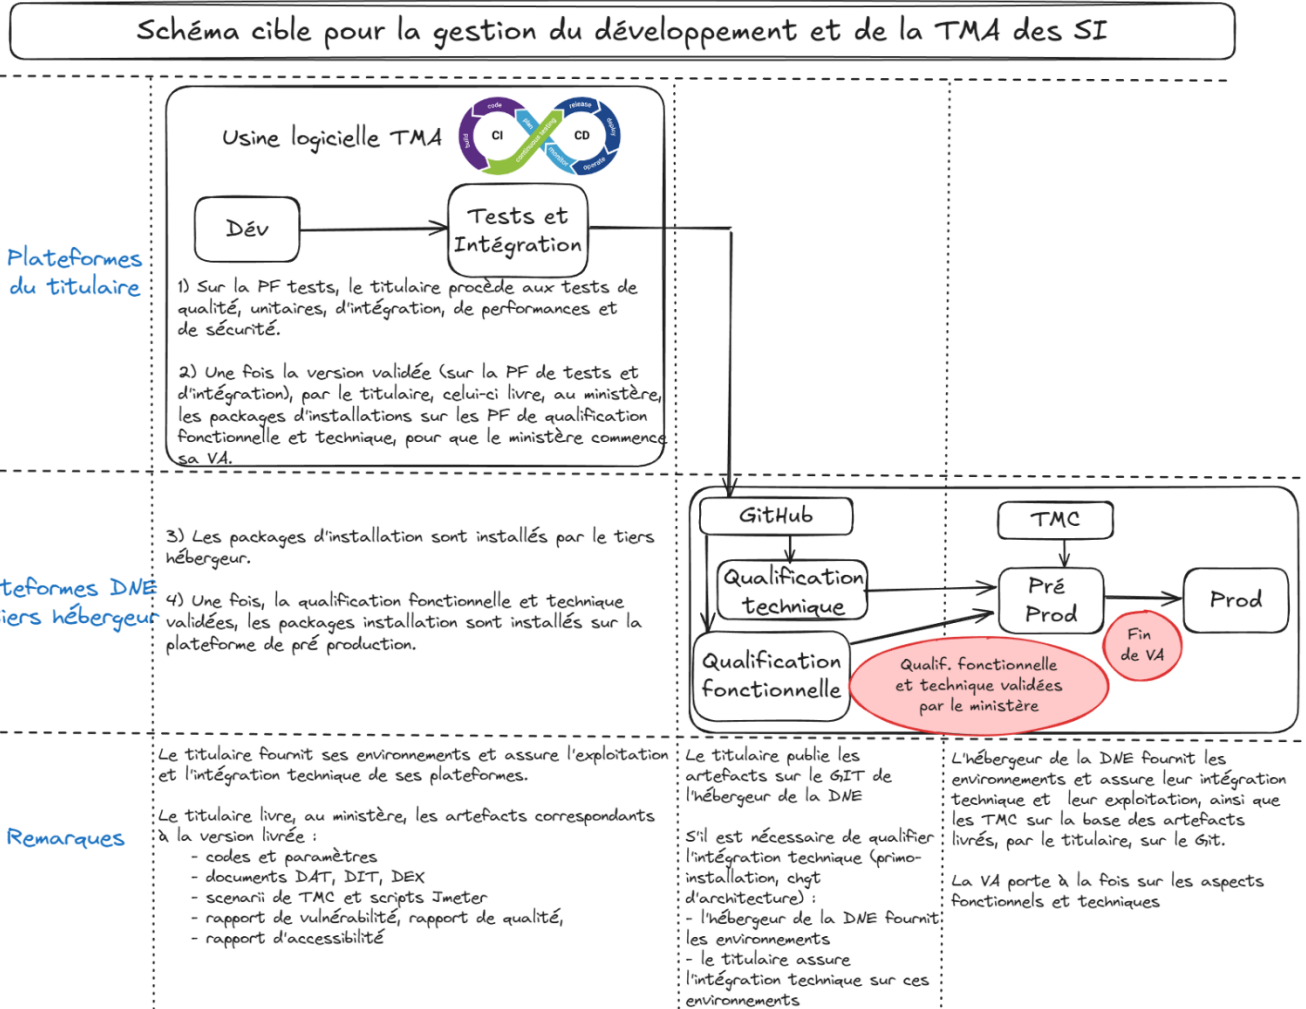 Schéma cible pour la gestion du développement et de la TMA des SI
Usine logicielle TMA
code
build
CI
plan
continuous testing
monitor
release
deploy
operate
CD
Dév
Tests et
Intégration
Plateformes
du titulaire
1) Sur la PF tests, le titulaire procède aux tests de
qualité, unitaires, d'intégration, de performances et
de sécurité.
2) Une fois la version validée (sur la PF de tests et
d'intégration), par le titulaire, celui-ci livre, au ministère,
les packages d'installations sur les PF de qualification
fonctionnelle et technique, pour que le ministère commence
sa VA.
teformes DNE
iers hébergeur
3) Les packages d'installation sont installés par le tiers
hébergeur.
4) Une fois, la qualification fonctionnelle et technique
validées, les packages installation sont installés sur la
plateforme de pré production.
GitHub
Qualification
technique
Qualification
fonctionnelle
TMC
Pré
Prod
Prod
Fin
de VA
Qualif. fonctionnelle
et technique validées
par le ministère
Remarques
Le titulaire fournit ses environnements et assure l'exploitation
et l'intégration technique de ses plateformes.
Le titulaire livre, au ministère, les artefacts correspondants
à la version livrée :
- codes et paramètres
- documents DAT, DIT, DEX
- scenarii de TMC et scripts Jmeter
- rapport de vulnérabilité, rapport de qualité,
- rapport d'accessibilité
Le titulaire publie les
artefacts sur le GIT de
l'hébergeur de la DNE
S'il est nécessaire de qualifier
l'intégration technique (primo-
installation, chgt
d'architecture) :
- l'hébergeur de la DNE fournit
les environnements
- le titulaire assure
l'intégration technique sur ces
environnements
L'hébergeur de la DNE fournit les
environnements et assure leur intégration
technique et leur exploitation, ainsi que
les TMC sur la base des artefacts
livrés, par le titulaire, sur le Git.
La VA porte à la fois sur les aspects
fonctionnels et techniques